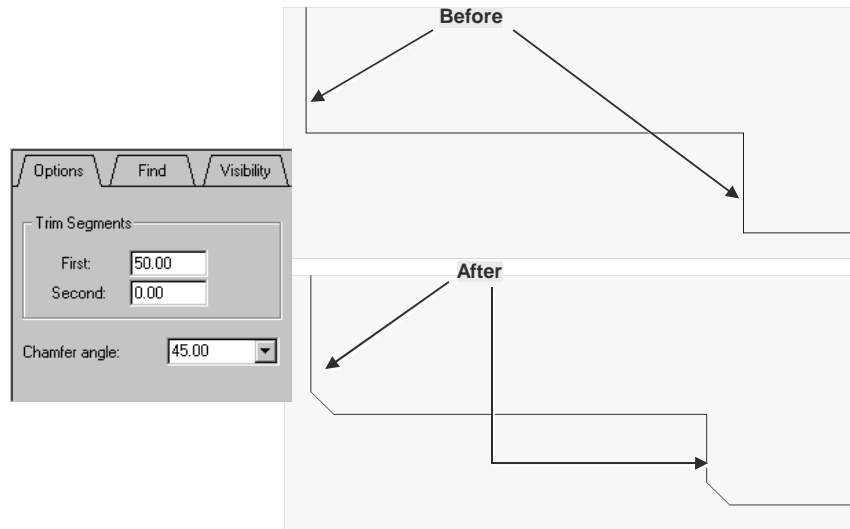 Before
Options Find Visibility
Trim Segments
First: 50.00
Second: 0.00
Chamfer angle: 45.00
After